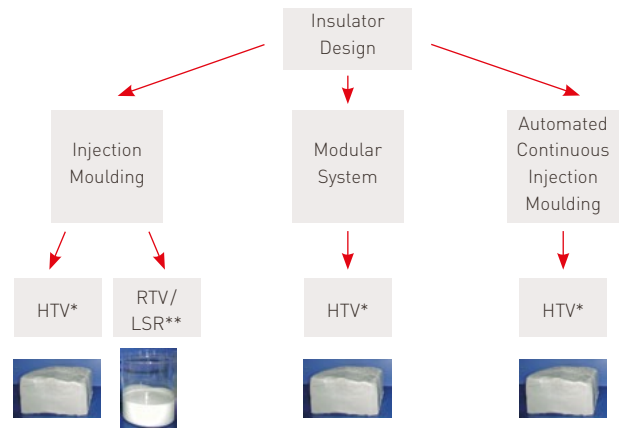 Insulator
Design
Injection
Moulding
Modular
System
Automated
Continuous
Injection
Moulding
HTV*
RTV/
LSR**
HTV*
HTV*